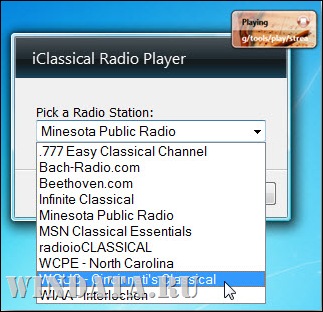 Playing
g/tools/play/strea
iClassical Radio Player
Pick a Radio Station:
Minesota Public Radio
.777 Easy Classical Channel
Bach-Radio.com
Beethoven.com
Infinite Classical
Minesota Public Radio
MSN Classical Essentials
radioioCLASSICAL
WCPE - North Carolina
WGUC - Cincinnati's Classical
WIAA - Interlochen
WINDATA.RU